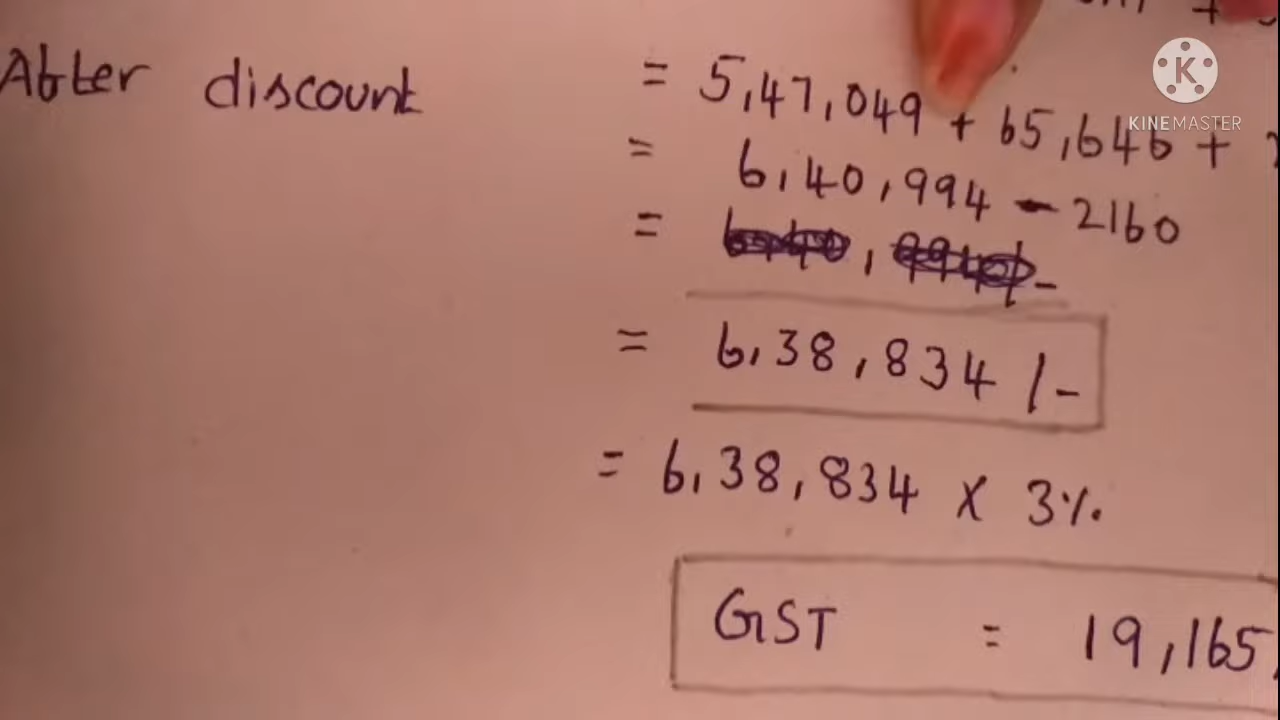 After discount = 5,47,049 + 65,646 +
= 6,40,994 - 2160
=
= 6,38,834 /-
= 6,38,834 X 3%.
GST = 19,165
K
KINEMASTER